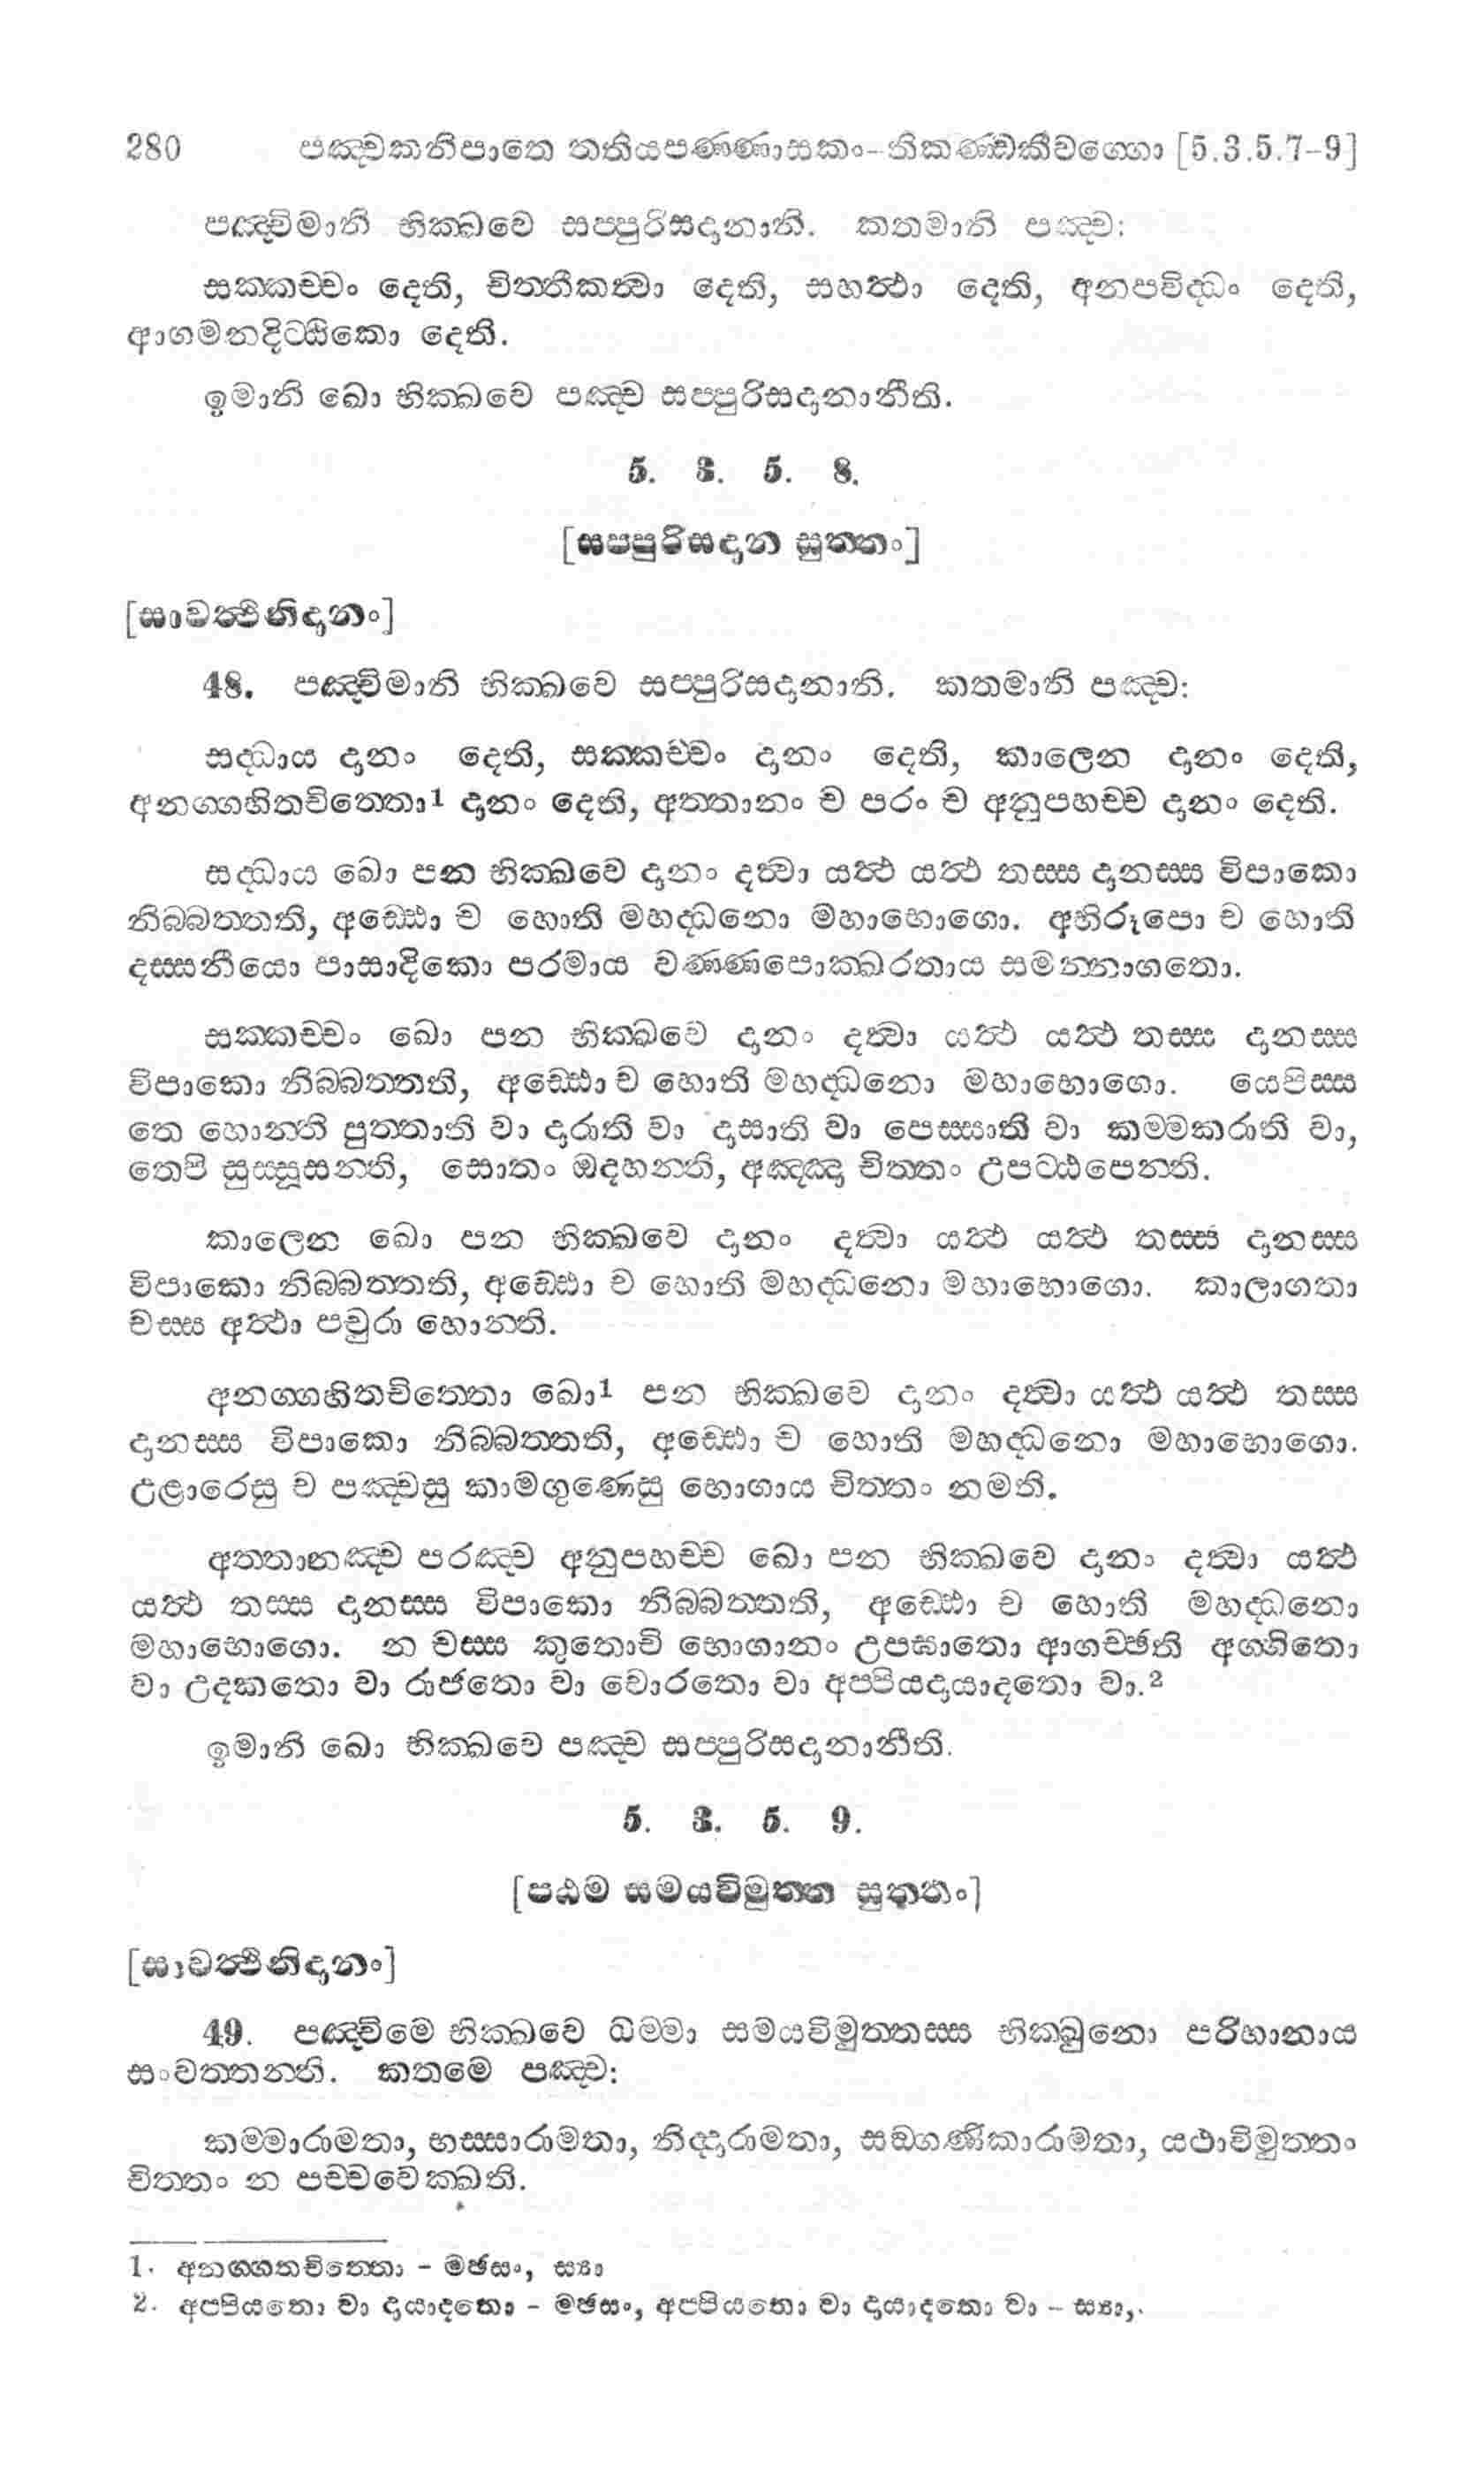 280 පඤ්චකනිපාතෙ තතියපණ්ණාසකං-තිකණ්ඩකීවග්ගො [5.3.5.7-9]
පඤ්චිමානි භික්ඛවෙ සප්පුරිසදානානි. කතමානි පඤ්ච:
සක්කච්චං දෙති, චිත්තීකත්වා දෙති, සහත්ථා දෙති, අනපවිද්ධං දෙති,
ආගමනදිට්ඨිකො දෙති.
ඉමානි ඛො භික්ඛවෙ පඤ්ච සප්පුරිසදානානීති.
5. 3. 5. 8.
[සප්පුරිසදාන සුත්තං]
[සාවත්ථිනිදානං]
48. පඤ්චිමානි භික්ඛවෙ සප්පුරිසදානානි. කතමානි පඤ්ච:
සද්ධාය දානං දෙති, සක්කච්චං දානං දෙති, කාලෙන දානං දෙති,
අනග්ගහිතචිත්තො1 දානං දෙති, අත්තානං ච පරං ච අනුපහච්ච දානං දෙති.
සද්ධාය ඛො පන භික්ඛවෙ දානං දත්වා යත්ථ යත්ථ තස්ස දානස්ස විපාකො
නිබ්බත්තති, අඩ්ඪො ච හොති මහද්ධනො මහාභොගො. අභිරූපො ච හොති
දස්සනීයො පාසාදිකො පරමාය වණ්ණපොක්ඛරතාය සමන්නාගතො.
සක්කච්චං ඛො පන භික්ඛවෙ දානං දත්වා යත්ථ යත්ථ තස්ස දානස්ස
විපාකො නිබ්බත්තති, අඩ්ඪො ච හොති මහද්ධනො මහාභොගො. යෙපිස්ස
තෙ හොන්ති පුත්තාති වා දාරාති වා දාසාති වා පෙස්සාති වා කම්මකරාති වා,
තෙපි සුස්සූසන්ති, සොතං ඔදහන්ති, අඤ්ඤා චිත්තං උපට්ඨපෙන්ති.
කාලෙන ඛො පන භික්ඛවෙ දානං දත්වා යත්ථ යත්ථ තස්ස දානස්ස
විපාකො නිබ්බත්තති, අඩ්ඪො ච හොති මහද්ධනො මහාභොගො. කාලාගතා
චස්ස අත්ථා පචුරා හොන්ති.
අනග්ගහිතචිත්තො ඛො1 පන භික්ඛවෙ දානං දත්වා යත්ථ යත්ථ තස්ස
දානස්ස විපාකො නිබ්බත්තති, අඩ්ඪො ච හොති මහද්ධනො මහාභොගො.
උළාරෙසු ච පඤ්චසු කාමගුණෙසු භොගාය චිත්තං නමති.
අත්තානඤ්ච පරඤ්ච අනුපහච්ච ඛො පන භික්ඛවෙ දානං දත්වා යත්ථ
යත්ථ තස්ස දානස්ස විපාකො නිබ්බත්තති, අඩ්ඪො ච හොති මහද්ධනො
මහාභොගො. න චස්ස කුතොචි භොගානං උපඝාතො ආගච්ඡති අග්ගිතො
වා උදකතො වා රාජතො වා චොරතො වා අප්පියදායාදතො වා.2
ඉමානි ඛො භික්ඛවෙ පඤ්ච සප්පුරිසදානානීති.
5. 3. 5. 9.
[පඨම සමයවිමුත්ත සුත්තං]
[සාවත්ථිනිදානං]
49. පඤ්චිමෙ භික්ඛවෙ ධම්මා සමයවිමුත්තස්ස භික්ඛුනො පරිහානාය
සංවත්තන්ති. කතමෙ පඤ්ච:
කම්මාරාමතා, භස්සාරාමතා, නිද්දාරාමතා, සඞ්ගණිකාරාමතා, යථාවිමුත්තං
චිත්තං න පච්චවෙක්ඛති.
1. අනග්ගහතචිත්තො - මඡසං, ස්‍යා
2. අප්පියතො වා දායාදතො - මඡසං, අප්පියතො වා දායාදතො වා - ස්‍යා,.